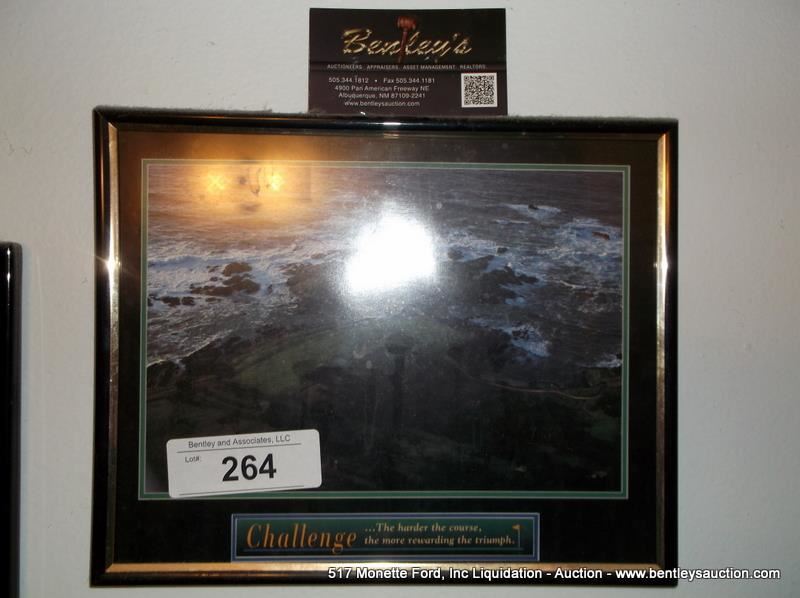 Bentley's
AUCTIONEERS. APPRAISERS. ASSET MANAGEMENT. REALTORS.
505.344.1812 • Fax 505.344.1181
4900 Pan American Freeway NE
Albuquerque, NM 87109-2241
www.bentleysauction.com
Bentley and Associates, LLC
Lot#: 264
Challenge
...The harder the course,
the more rewarding the triumph.
517 Monette Ford, Inc Liquidation - Auction - www.bentleysauction.com